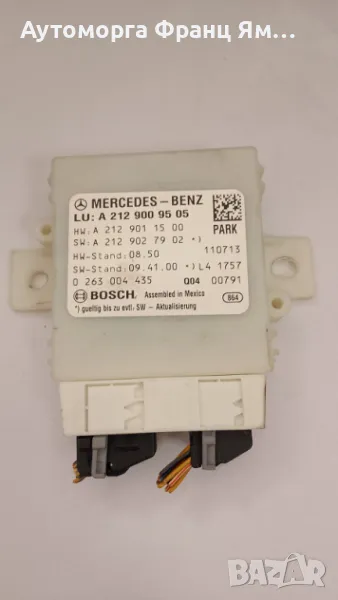 Автоморга Франц Ям...
MERCEDES-BENZ
LU: A 212 900 95 05
HW: A 212 901 15 00 PARK
SW: A 212 902 79 02 *)
HW-Stand: 08.50 110713
SW-Stand: 09.41.00 *) L4 1757
0 263 004 435 Q04 00791
BOSCH Assembled in Mexico 864
*) gueltig bis zu evtl. SW - Aktualisierung
BAZAR